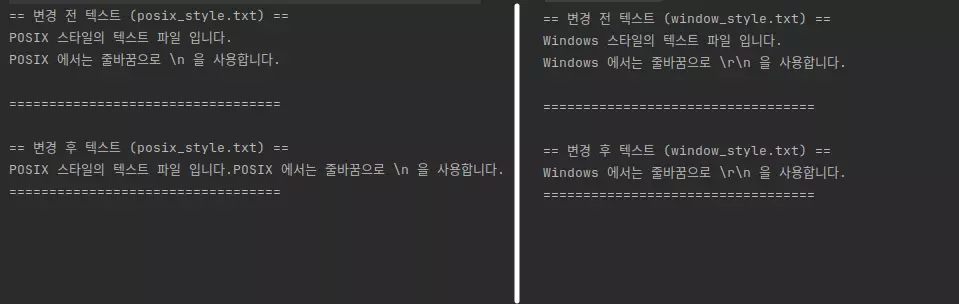 == 변경 전 텍스트 (posix_style.txt) ==
POSIX 스타일의 텍스트 파일 입니다.
POSIX 에서는 줄바꿈으로 \n 을 사용합니다.
==================================
== 변경 후 텍스트 (posix_style.txt) ==
POSIX 스타일의 텍스트 파일 입니다.POSIX 에서는 줄바꿈으로 \n 을 사용합니다.
==================================
== 변경 전 텍스트 (window_style.txt) ==
Windows 스타일의 텍스트 파일 입니다.
Windows 에서는 줄바꿈으로 \r\n 을 사용합니다.
==================================
== 변경 후 텍스트 (window_style.txt) ==
Windows 에서는 줄바꿈으로 \r\n 을 사용합니다.
==================================